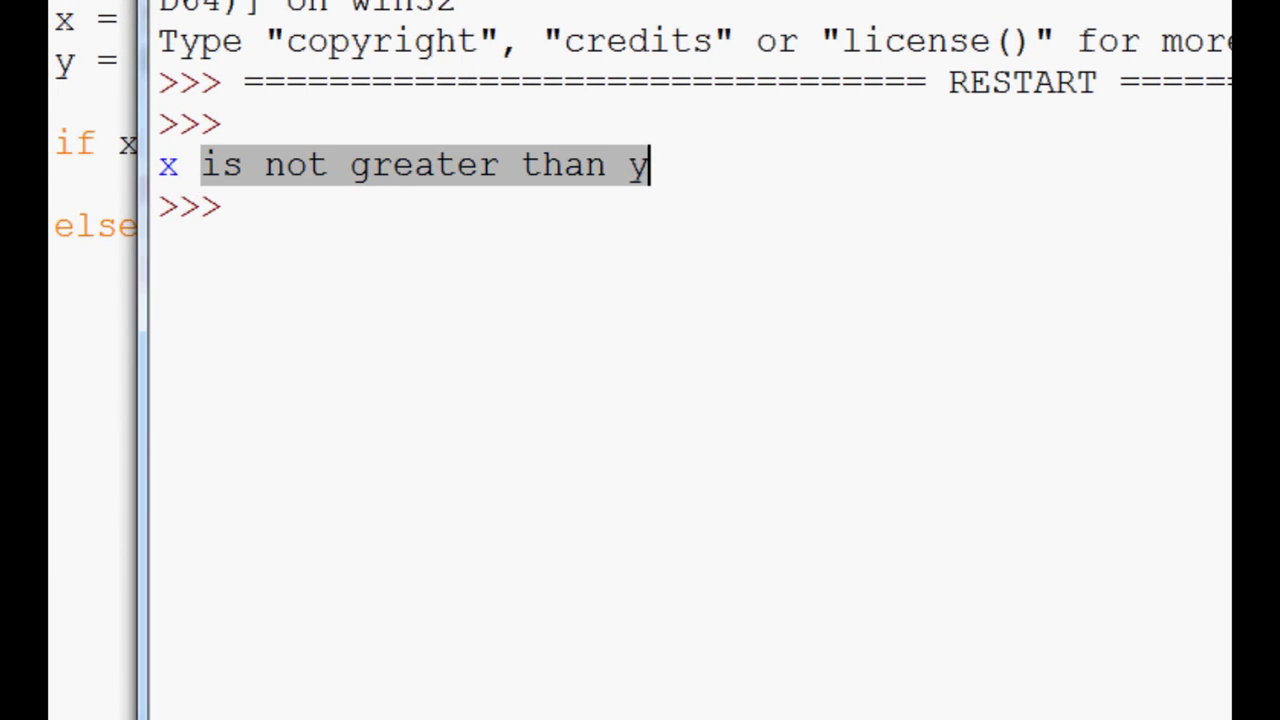 x =
y =
if x
else
D64)] on win32
Type "copyright", "credits" or "license()" for more
>>> ================================ RESTART ======
>>>
x is not greater than y
>>>